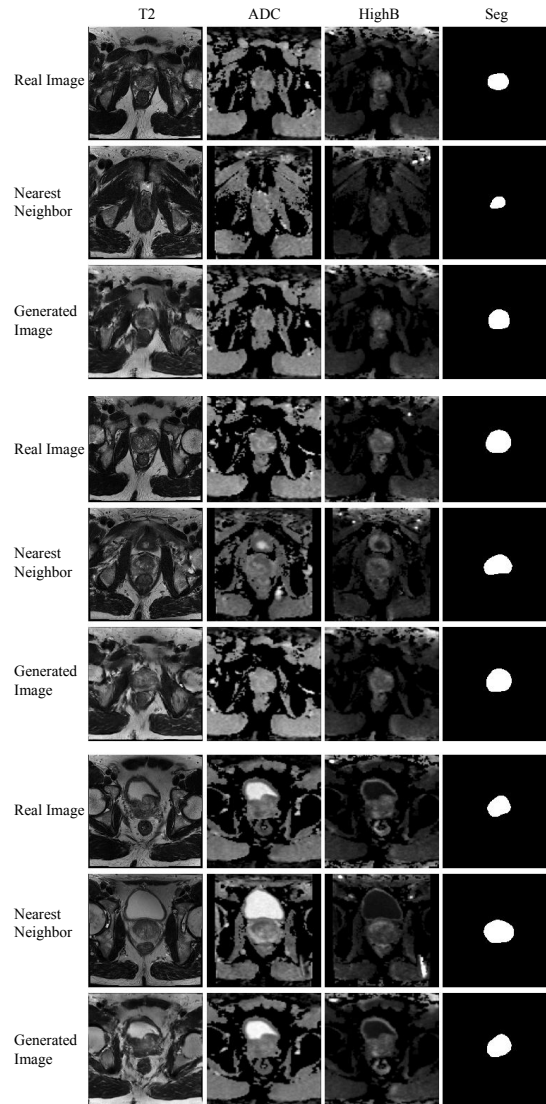 T2 ADC HighB Seg
Real Image
Nearest
Neighbor
Generated
Image
Real Image
Nearest
Neighbor
Generated
Image
Real Image
Nearest
Neighbor
Generated
Image